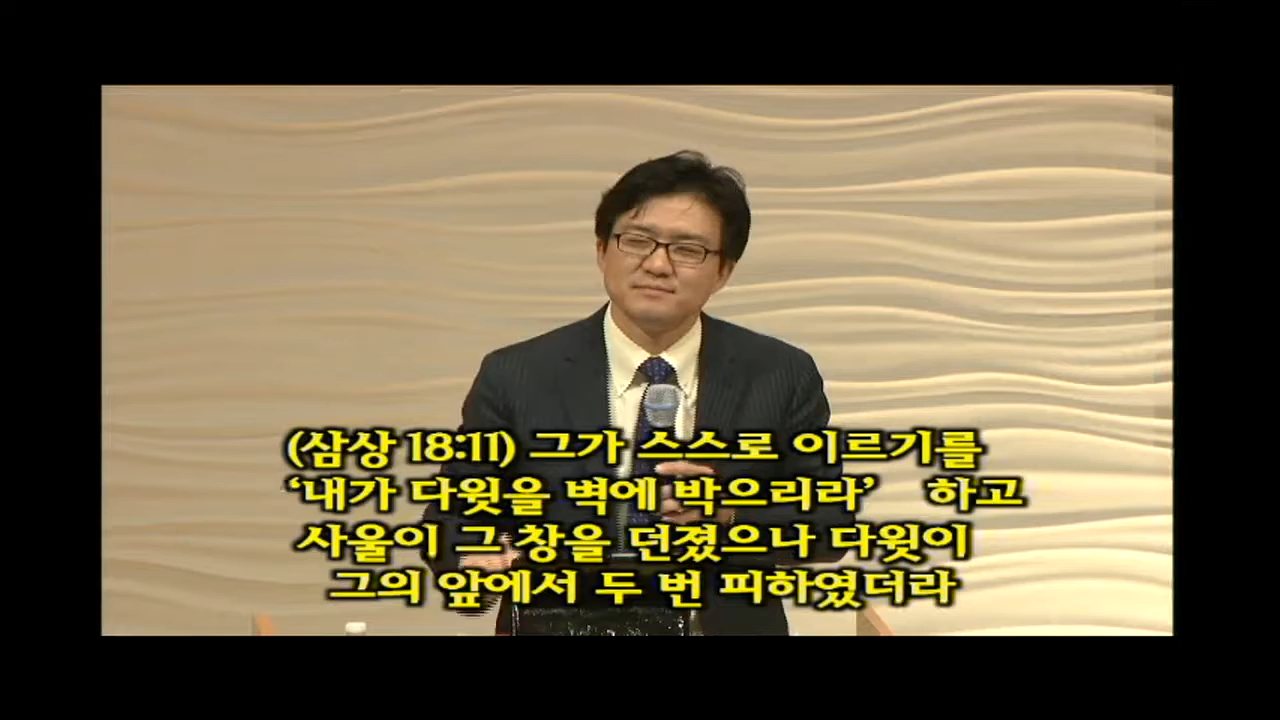 (삼상 18:11) 그가 스스로 이르기를
‘내가 다윗을 벽에 박으리라’ 하고
사울이 그 창을 던졌으나 다윗이
그의 앞에서 두 번 피하였더라